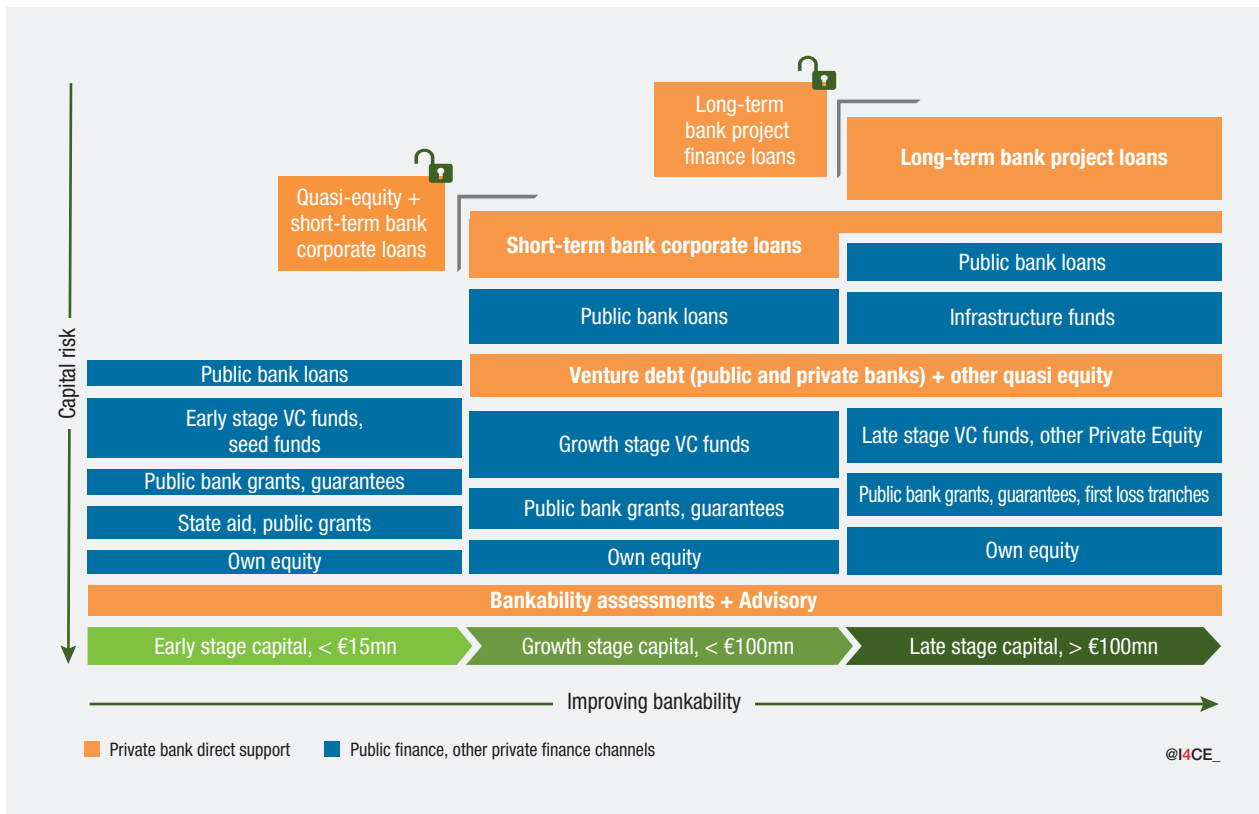 Capital risk
Long-term
bank project
finance loans
Long-term bank project loans
Quasi-equity +
short-term bank
corporate loans
Short-term bank corporate loans
Public bank loans
Public bank loans
Infrastructure funds
Public bank loans
Venture debt (public and private banks) + other quasi equity
Early stage VC funds,
seed funds
Growth stage VC funds
Late stage VC funds, other Private Equity
Public bank grants, guarantees
Public bank grants, guarantees
Public bank grants, guarantees, first loss tranches
State aid, public grants
Own equity
Own equity
Own equity
Bankability assessments + Advisory
Early stage capital, < €15mn
Growth stage capital, < €100mn
Late stage capital, > €100mn
Improving bankability
Private bank direct support
Public finance, other private finance channels
@I4CE_